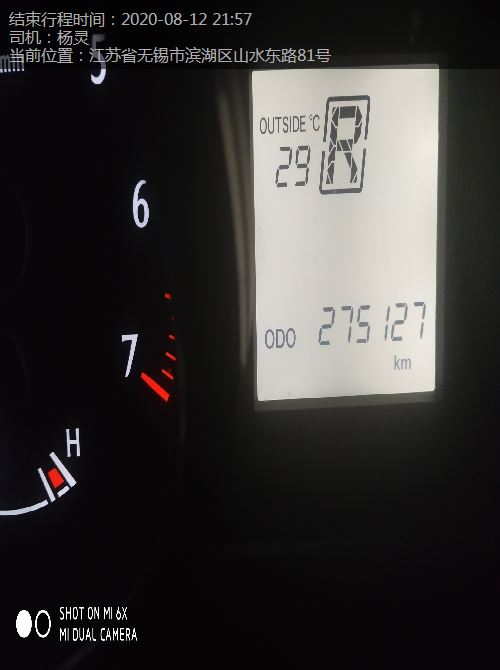 结束行程时间：2020-08-12 21:57
司机：杨灵
当前位置：江苏省无锡市滨湖区山水东路81号
mm
5
OUTSIDE °C
R
29
6
ODO 275127
km
7
H
SHOT ON MI 6X
MI DUAL CAMERA